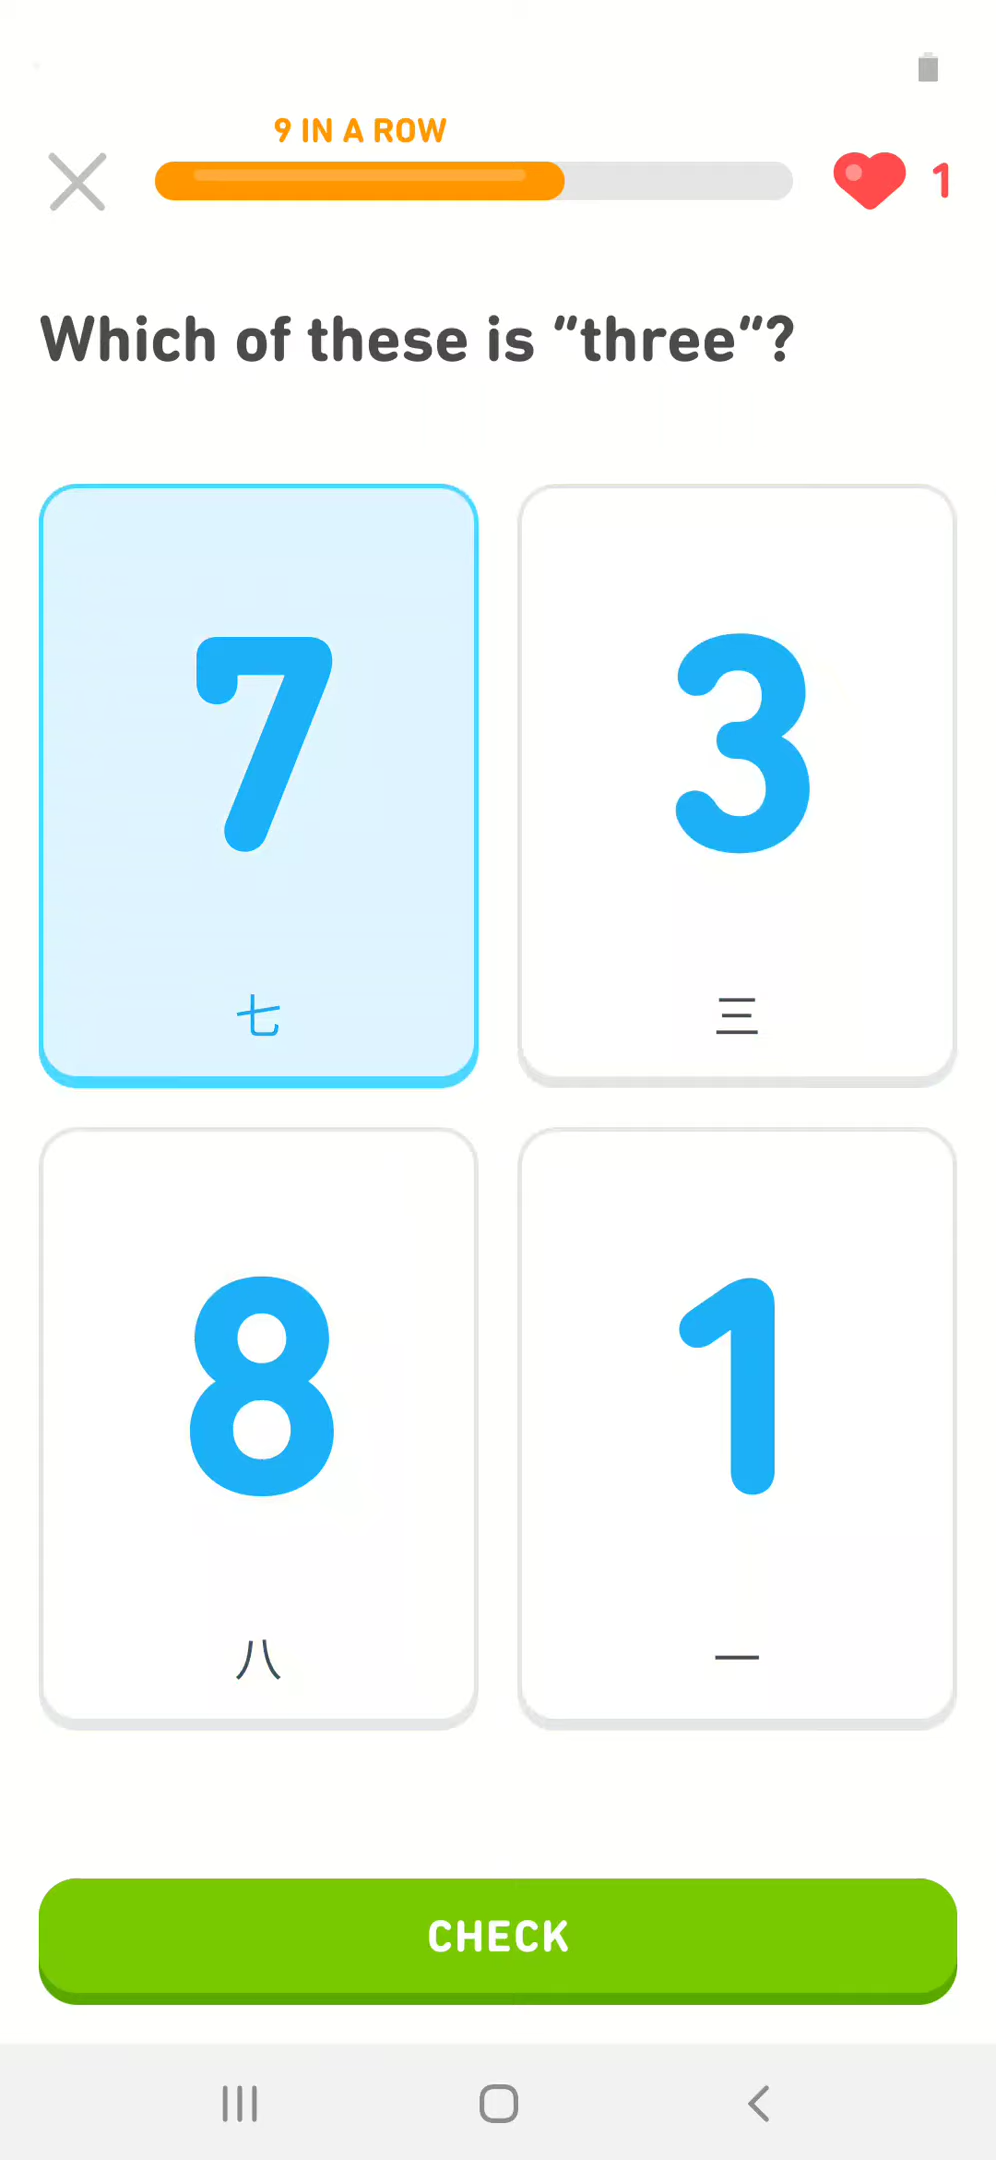 9 IN A ROW
1
Which of these is "three"?
7
3
七
三
8
1
八
一
CHECK